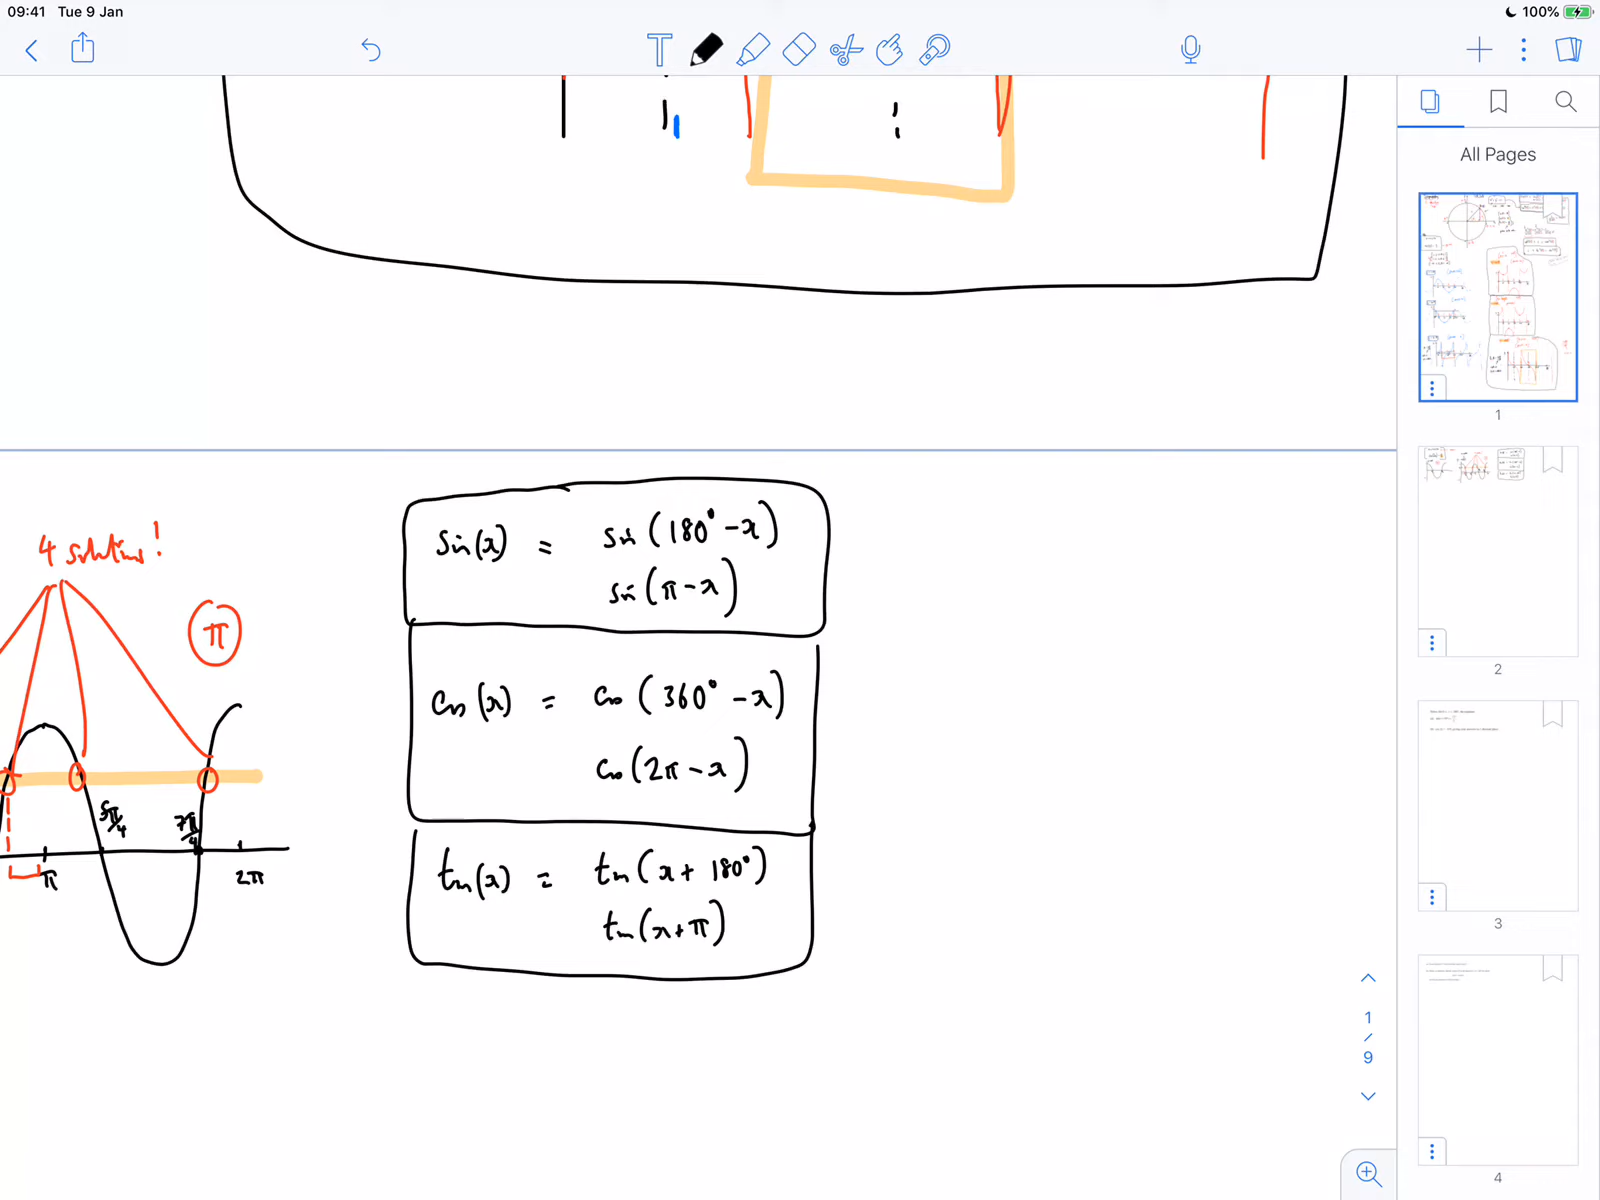 09:41 Tue 9 Jan
100%
All Pages
1
2
3
4
4 solutions!
π
5π/4
7π/4
π
2π
sin(x) = sin(180° - x)
sin(π - x)
cos(x) = cos(360° - x)
cos(2π - x)
tan(x) = tan(x + 180°)
tan(x + π)
1
/
9